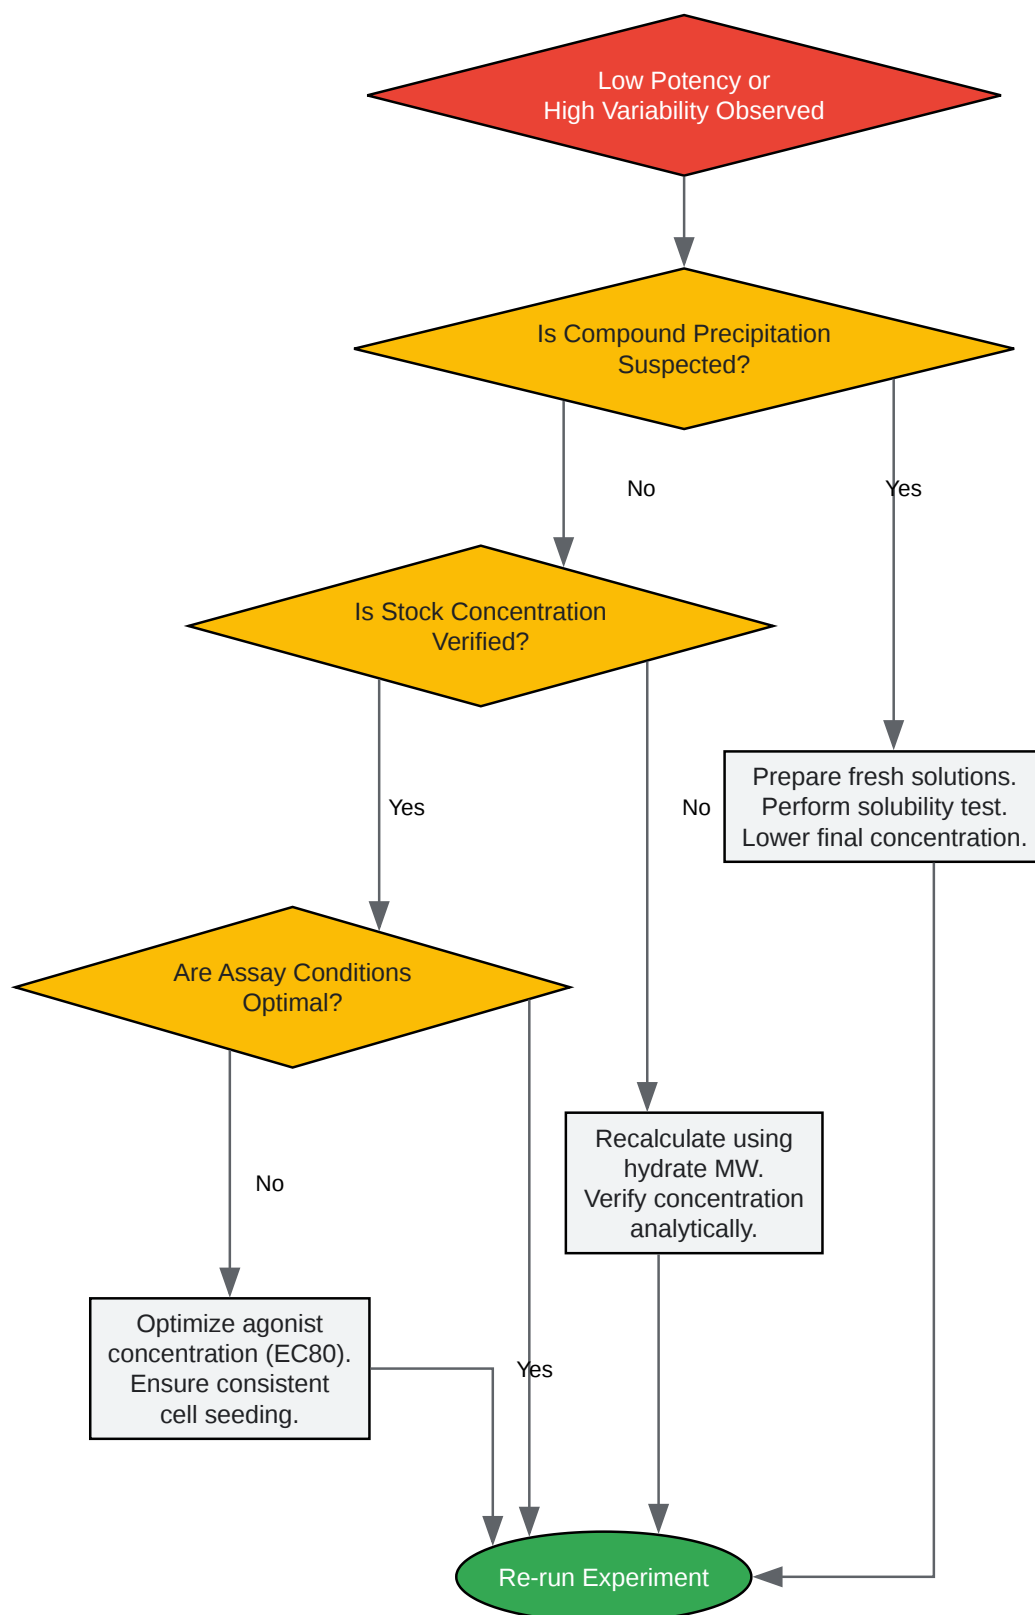 Low Potency or
High Variability Observed
Is Compound Precipitation
Suspected?
No
Yes
Is Stock Concentration
Verified?
Yes
No
Prepare fresh solutions.
Perform solubility test.
Lower final concentration.
Are Assay Conditions
Optimal?
No
Recalculate using
hydrate MW.
Verify concentration
analytically.
Optimize agonist
concentration (EC80).
Ensure consistent
cell seeding.
Yes
Re-run Experiment